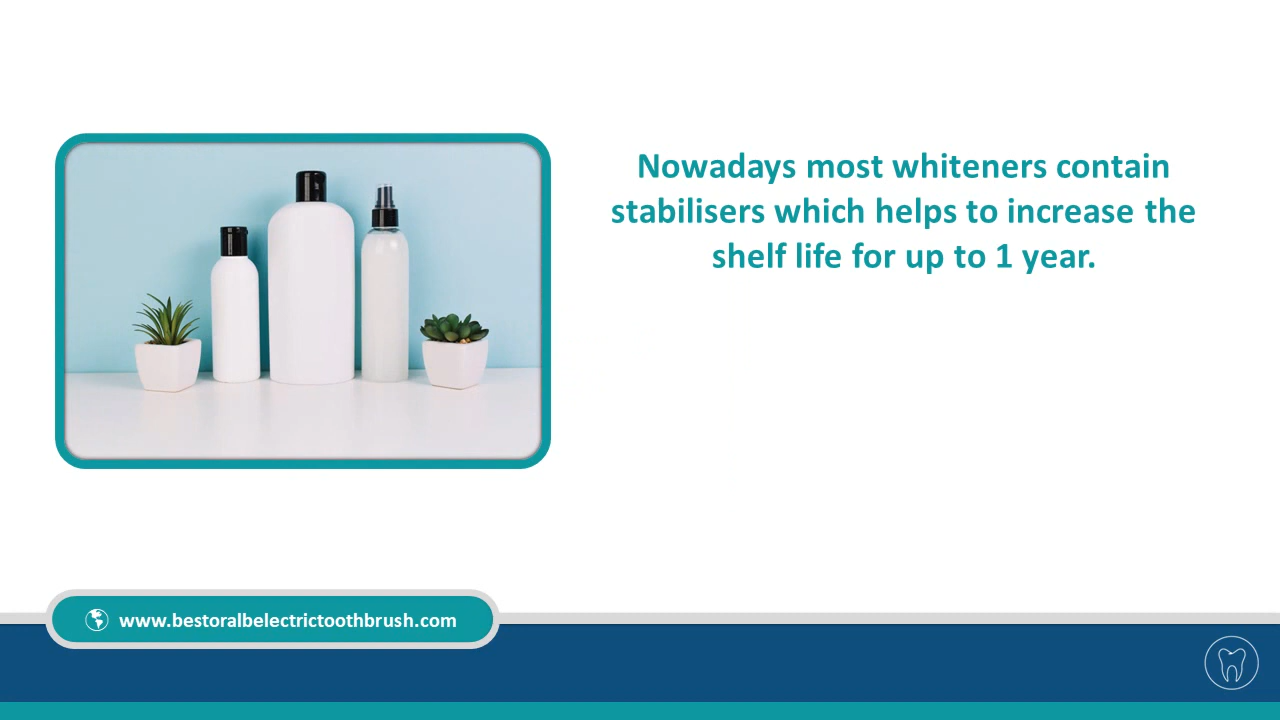 Nowadays most whiteners contain
stabilisers which helps to increase the
shelf life for up to 1 year.
www.bestoralbelectrictoothbrush.com